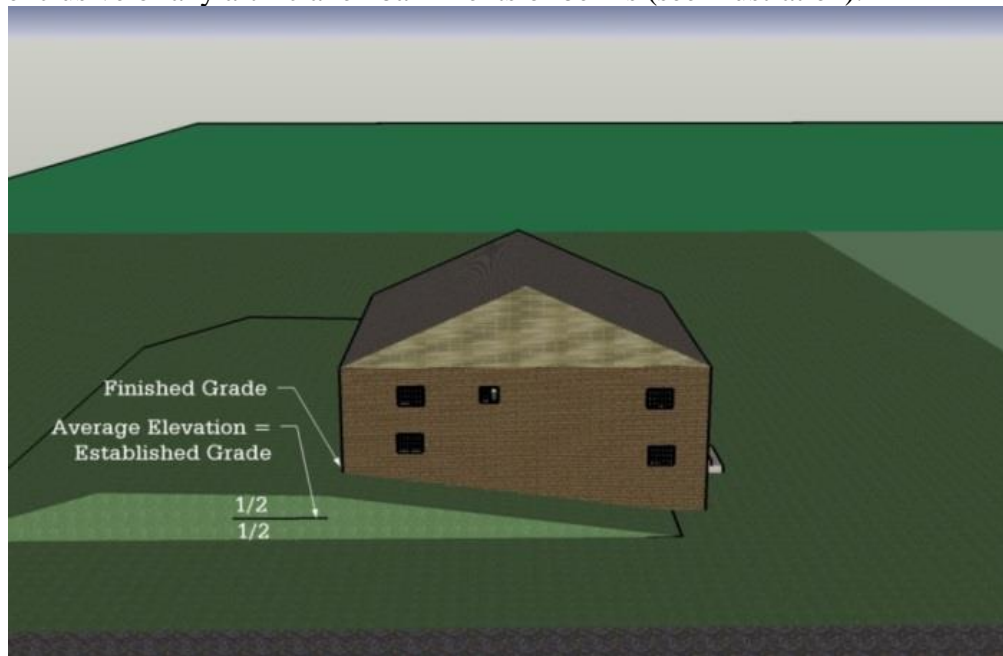 Finished Grade
Average Elevation =
Established Grade
1/2
1/2